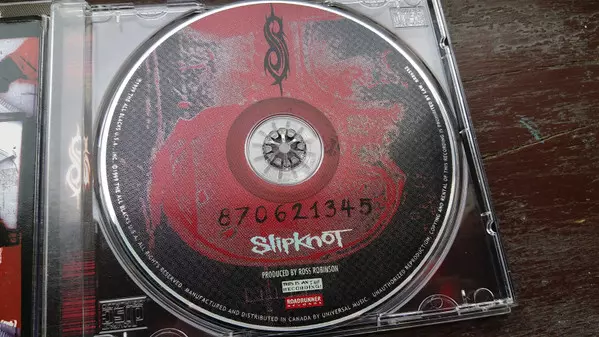 870621345
SlipKnoT
PRODUCED BY ROSS ROBINSON
ROADRUNNER
RECORDS
ALL RIGHTS RESERVED. MANUFACTURED AND DISTRIBUTED IN CANADA BY UNIVERSAL MUSIC. UNAUTHORIZED REPRODUCTION, COPYING AND RENTAL OF THIS RECORDING IS